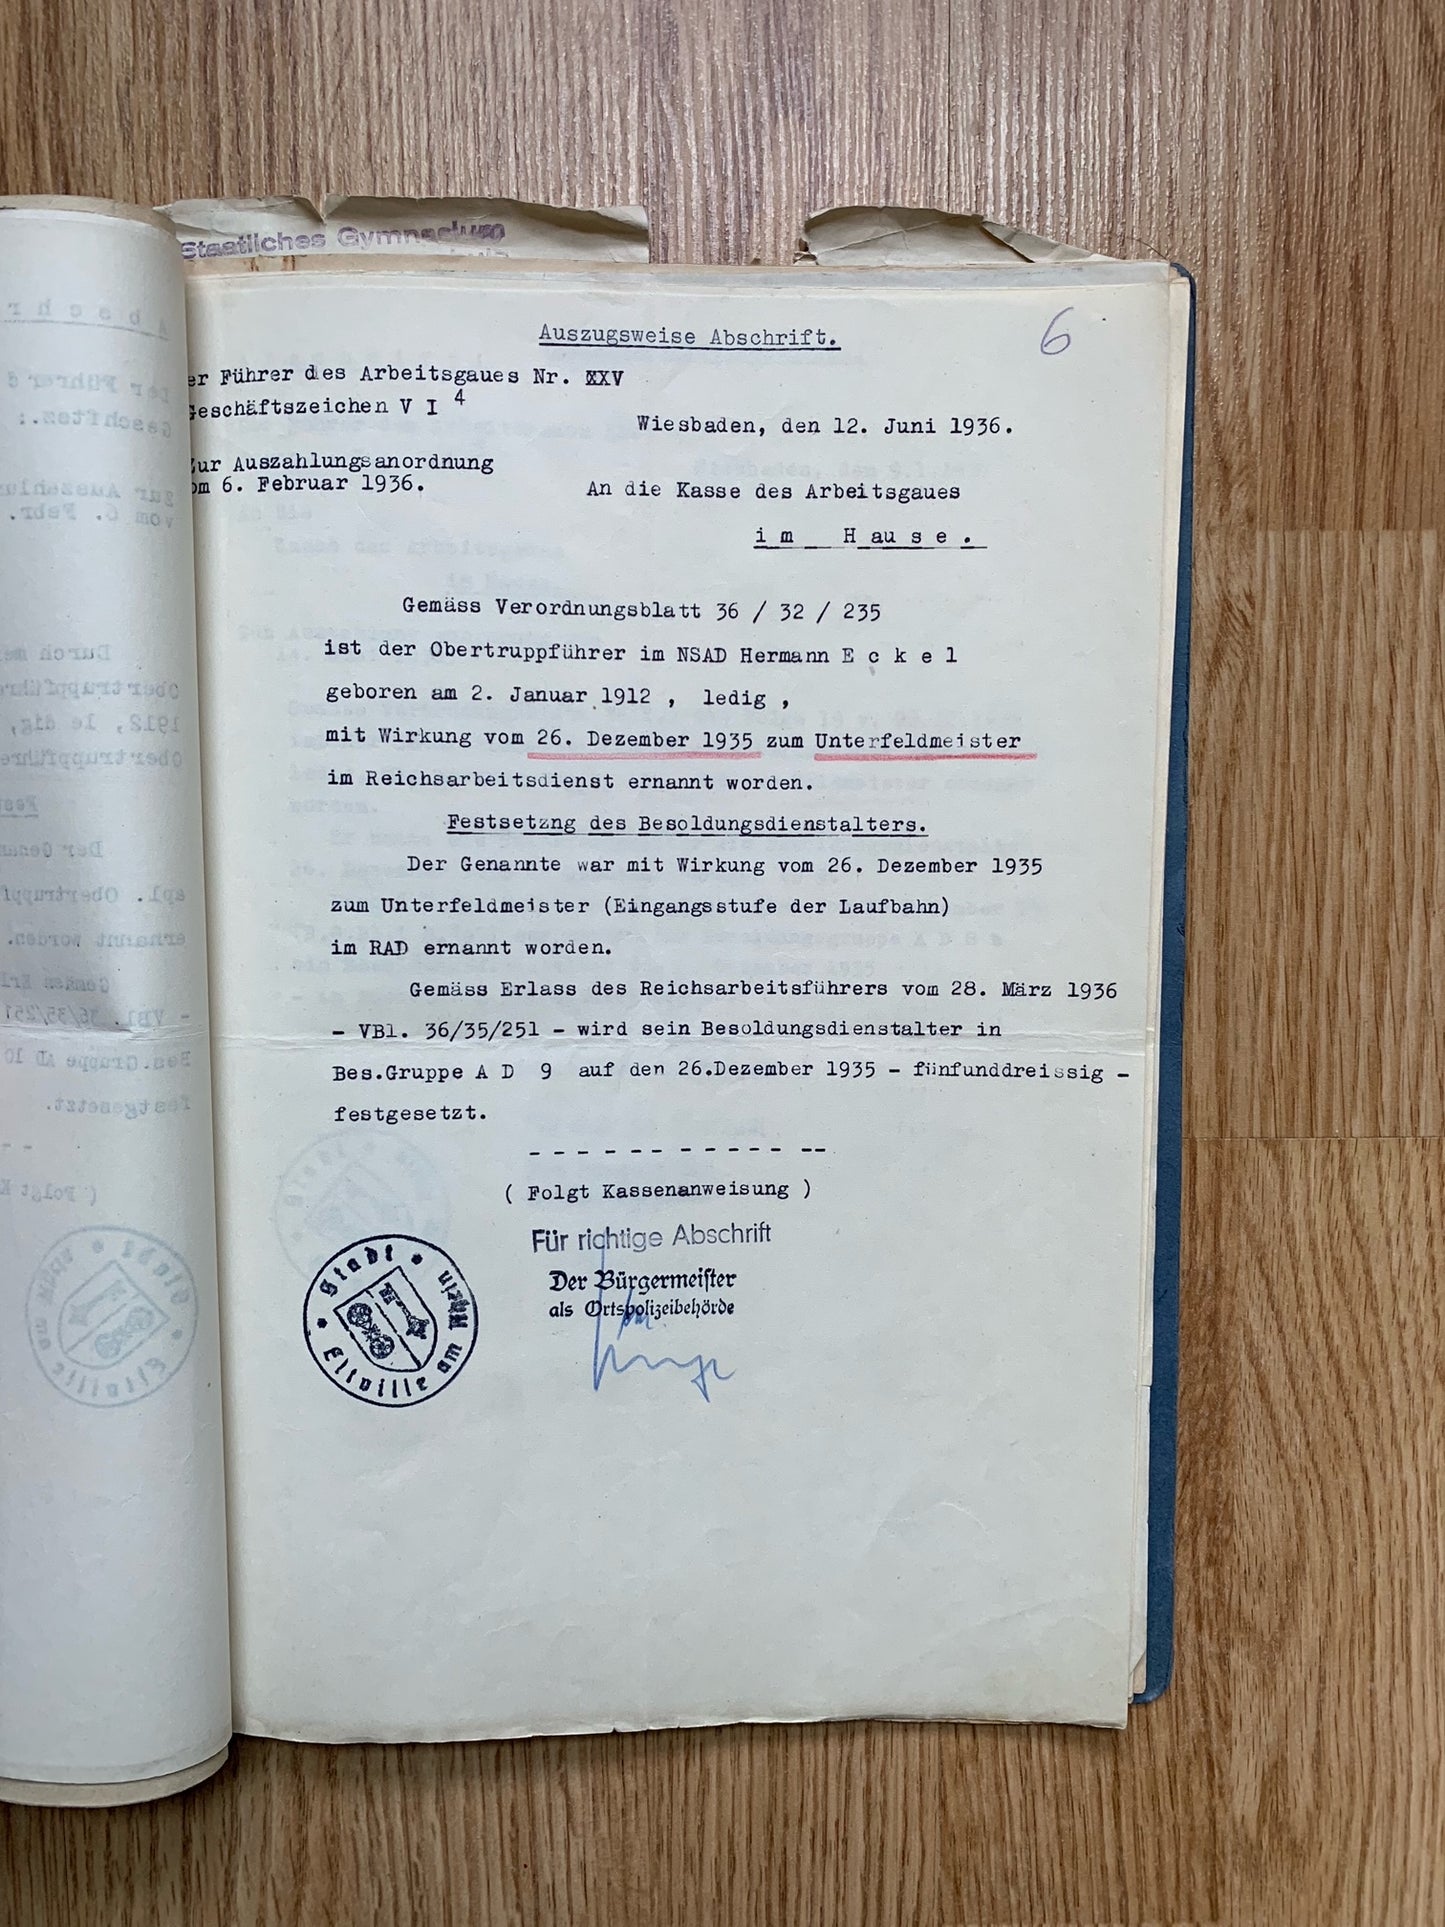 Staatliches Gymnasium
6
Auszugsweise Abschrift.
er Führer des Arbeitsgaues Nr. XXV
Geschäftszeichen V I 4
Wiesbaden, den 12. Juni 1936.
Zur Auszahlungsanordnung
om 6. Februar 1936.
An die Kasse des Arbeitsgaues
im Hause.
Gemäss Verordnungsblatt 36 / 32 / 235
ist der Obertruppführer im NSAD Hermann E c k e l
geboren am 2. Januar 1912 , ledig ,
mit Wirkung vom 26. Dezember 1935 zum Unterfeldmeister
im Reichsarbeitsdienst ernannt worden.
Festsetzng des Besoldungsdienstalters.
Der Genannte war mit Wirkung vom 26. Dezember 1935
zum Unterfeldmeister (Eingangsstufe der Laufbahn)
im RAD ernannt worden.
Gemäss Erlass des Reichsarbeitsführers vom 28. März 1936
- VBl. 36/35/251 - wird sein Besoldungsdienstalter in
Bes.Gruppe A D 9 auf den 26.Dezember 1935 - fünfunddreissig -
festgesetzt.
- - - - - - - - - - --
( Folgt Kassenanweisung )
Für richtige Abschrift
Der Bürgermeister
als Ortspolizeibehörde
* Stadt * Eltville am Rhein